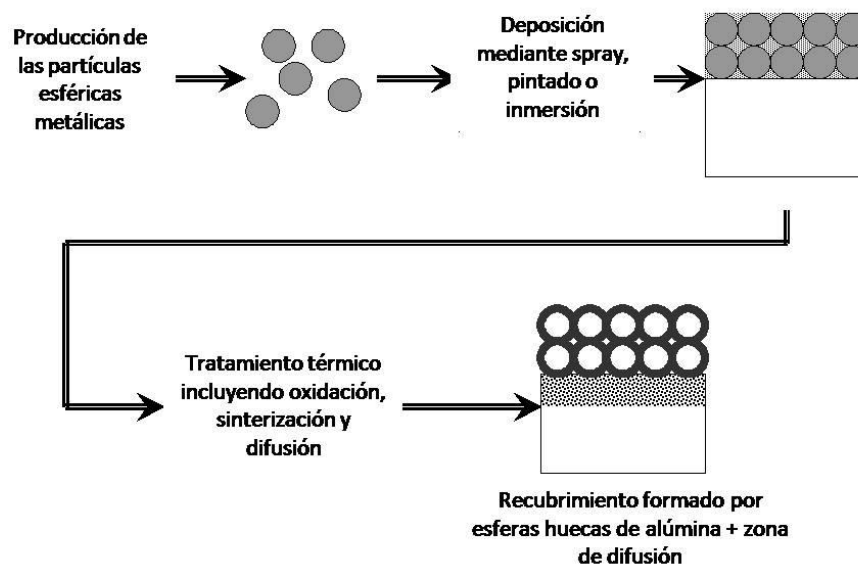 Producción de
las partículas
esféricas
metálicas
Deposición
mediante spray,
pintado o
inmersión
Tratamiento térmico
incluyendo oxidación,
sinterización y
difusión
Recubrimiento formado por
esferas huecas de alúmina + zona
de difusión